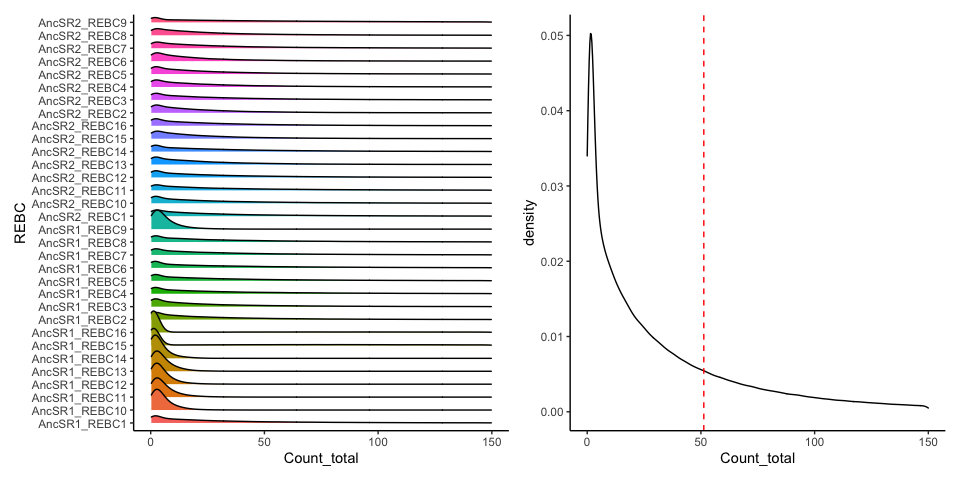 REBC
AncSR2_REBC9
AncSR2_REBC8
AncSR2_REBC7
AncSR2_REBC6
AncSR2_REBC5
AncSR2_REBC4
AncSR2_REBC3
AncSR2_REBC2
AncSR2_REBC16
AncSR2_REBC15
AncSR2_REBC14
AncSR2_REBC13
AncSR2_REBC12
AncSR2_REBC11
AncSR2_REBC10
AncSR2_REBC1
AncSR1_REBC9
AncSR1_REBC8
AncSR1_REBC7
AncSR1_REBC6
AncSR1_REBC5
AncSR1_REBC4
AncSR1_REBC3
AncSR1_REBC2
AncSR1_REBC16
AncSR1_REBC15
AncSR1_REBC14
AncSR1_REBC13
AncSR1_REBC12
AncSR1_REBC11
AncSR1_REBC10
AncSR1_REBC1
0 50 100 150
Count_total
density
0.05
0.04
0.03
0.02
0.01
0.00
0 50 100 150
Count_total